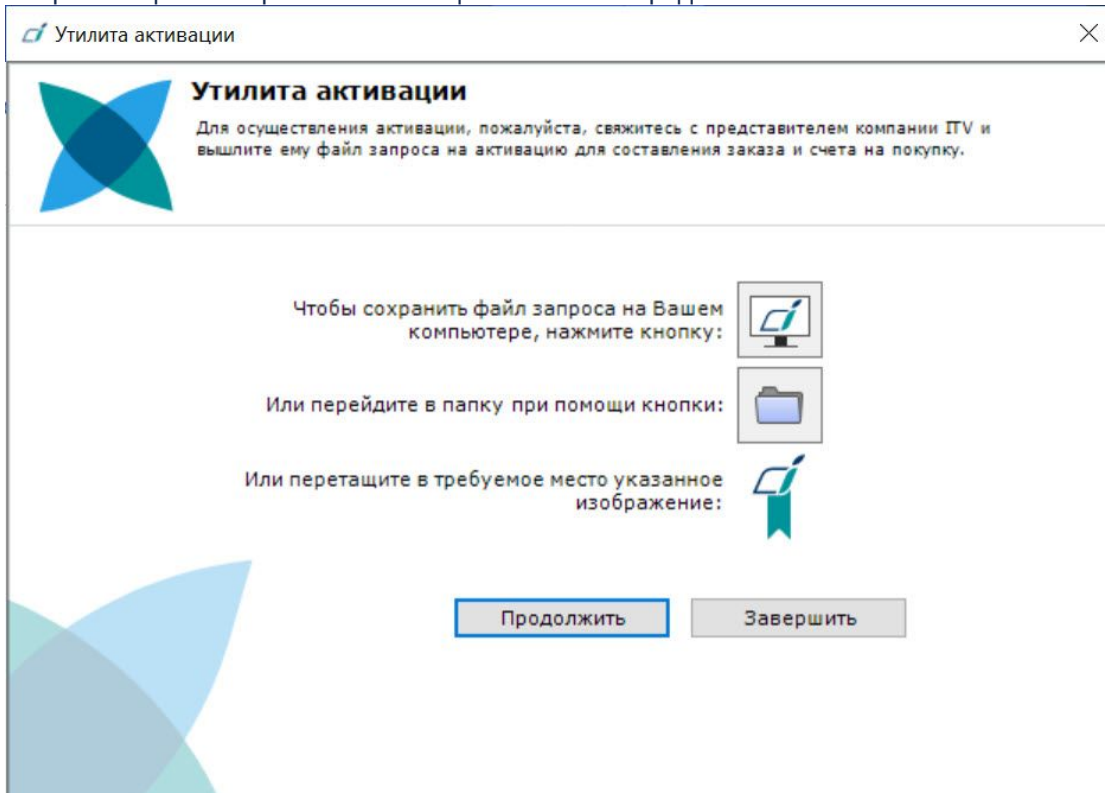 Утилита активации
Утилита активации
Для осуществления активации, пожалуйста, свяжитесь с представителем компании ITV и
вышлите ему файл запроса на активацию для составления заказа и счета на покупку.
Чтобы сохранить файл запроса на Вашем
компьютере, нажмите кнопку:
Или перейдите в папку при помощи кнопки:
Или перетащите в требуемое место указанное
изображение:
Продолжить
Завершить